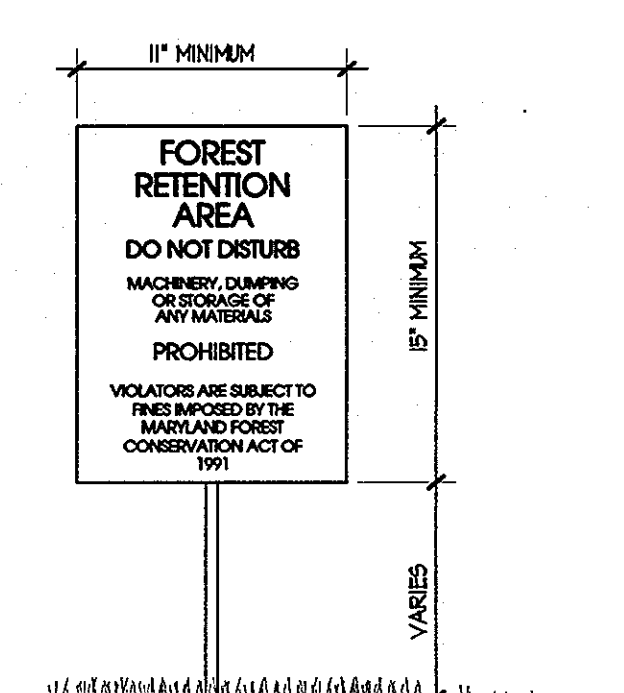 11" MINIMUM
FOREST
RETENTION
AREA
DO NOT DISTURB
MACHINERY, DUMPING
OR STORAGE OF
ANY MATERIALS
PROHIBITED
VIOLATORS ARE SUBJECT TO
FINES IMPOSED BY THE
MARYLAND FOREST
CONSERVATION ACT OF
1991
15" MINIMUM
VARIES